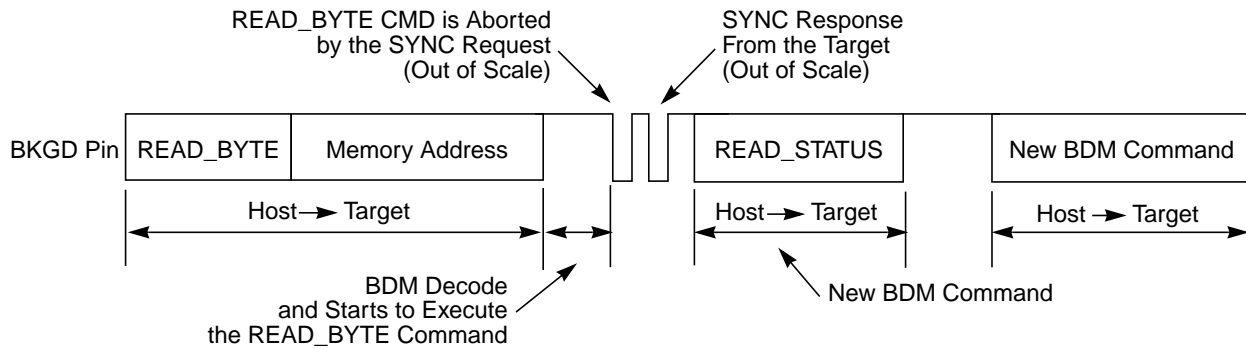 READ_BYTE CMD is Aborted
by the SYNC Request
(Out of Scale)
SYNC Response
From the Target
(Out of Scale)
BKGD Pin
READ_BYTE
Memory Address
READ_STATUS
New BDM Command
Host → Target
Host → Target
Host → Target
BDM Decode
and Starts to Execute
the READ_BYTE Command
New BDM Command